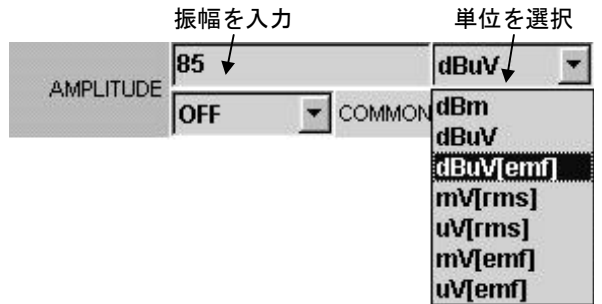 振幅を入力 単位を選択
AMPLITUDE 85 dBuV
OFF COMMON
dBm
dBuV
dBuV[emf]
mV[rms]
uV[rms]
mV[emf]
uV[emf]